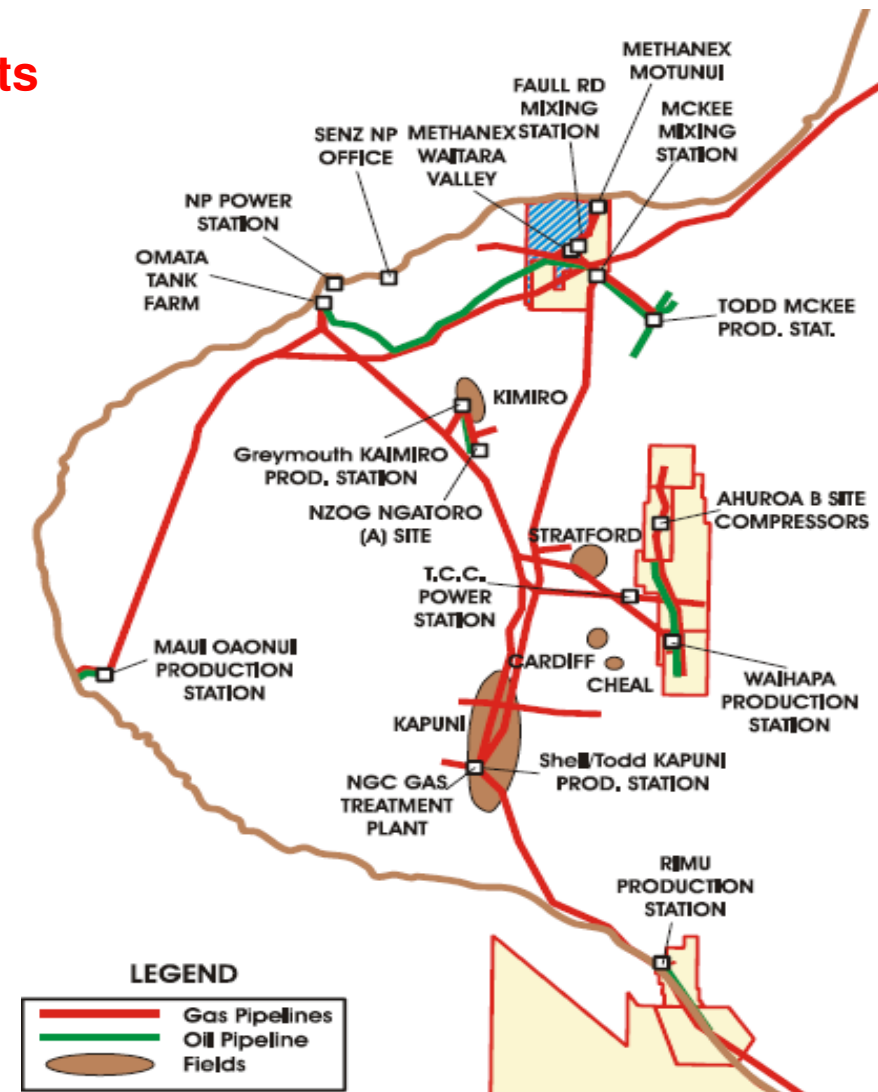 ts
METHANEX
MOTUNUI
FAULL RD
MIXING
STATION
MCKEE
MIXING
STATION
SENZ NP
OFFICE
METHANEX
WAITARA
VALLEY
NP POWER
STATION
OMATA
TANK
FARM
TODD MCKEE
PROD. STAT.
KIMIRO
Greymouth KAIMIRO
PROD. STATION
NZOG NGATORO
(A) SITE
AHUROA B SITE
COMPRESSORS
STRATFORD
T.C.C.
POWER
STATION
MAUI OAONUI
PRODUCTION
STATION
CARDIFF
CHEAL
WAIHAPA
PRODUCTION
STATION
KAPUNI
Shell/Todd KAPUNI
PROD. STATION
NGC GAS
TREATMENT
PLANT
RIMU
PRODUCTION
STATION
LEGEND
Gas Pipelines
Oil Pipeline
Fields